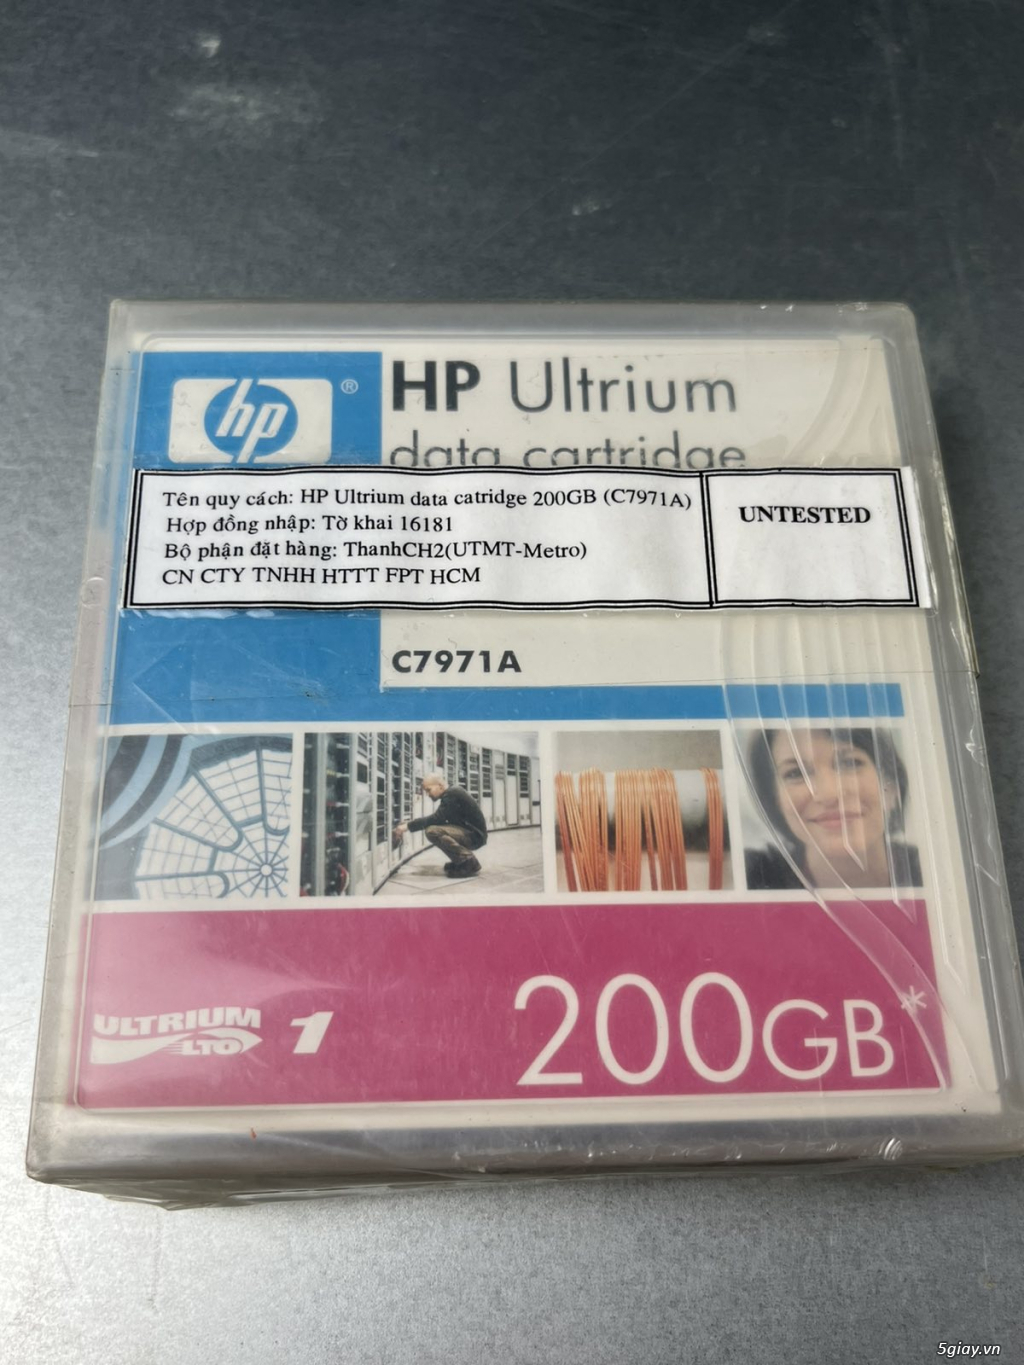 hp ®
HP Ultrium
data cartridge
Tên quy cách: HP Ultrium data catridge 200GB (C7971A)
Hợp đồng nhập: Tờ khai 16181
Bộ phận đặt hàng: ThanhCH2(UTMT-Metro)
CN CTY TNHH HTTT FPT HCM
UNTESTED
C7971A
ULTRIUM
LTO
1
200GB*
5giay.vn